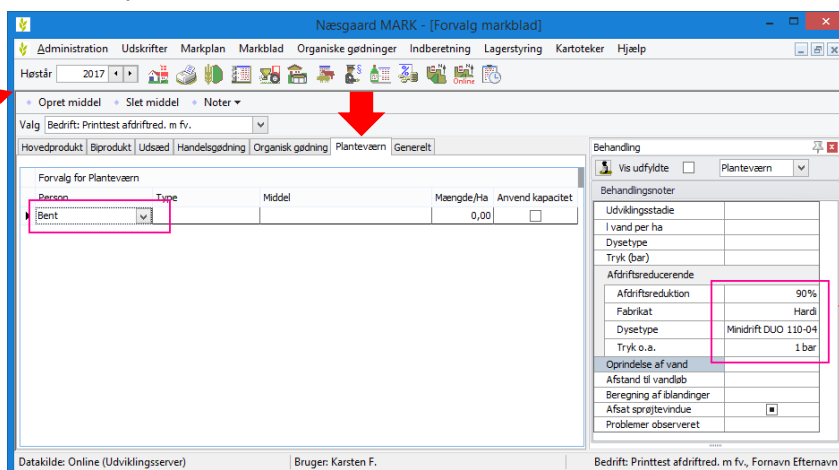 Næsgaard MARK - [Forvalg markblad]
Administration Udskrifter Markplan Markblad Organiske gødninger Indberetning Lagerstyring Kartoteker Hjælp
Høstår 2017 Online
Opret middel Slet middel Noter
Valg Bedrift: Printtest afdriftred. m fv.
Hovedprodukt Biprodukt Udsæd Handelsgødning Organisk gødning Planteværn Generelt
Forvalg for Planteværn
Person Type Middel Mængde/Ha Anvend kapacitet
Bent 0,00
Behandling
Vis udfyldte Planteværn
Behandlingsnoter
Udviklingsstadie
l vand per ha
Dysetype
Tryk (bar)
Afdriftsreducerende
Afdriftsreduktion 90%
Fabrikat Hardi
Dysetype Minidrift DUO 110-04
Tryk o.a. 1 bar
Oprindelse af vand
Afstand til vandløb
Beregning af iblandinger
Afsat sprøjtevindue
Problemer observeret
Datakilde: Online (Udviklingsserver) Bruger: Karsten F. Bedrift: Printtest afdriftred. m fv., Fornavn Efternavn